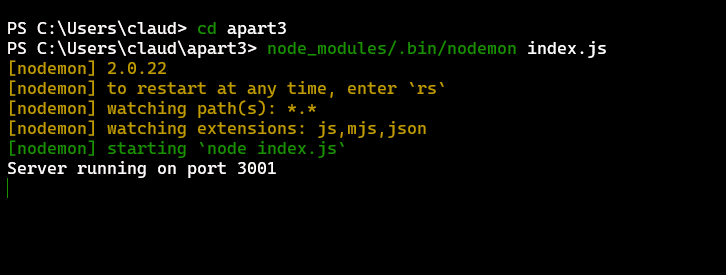 PS C:\Users\claud> cd apart3
PS C:\Users\claud\apart3> node_modules/.bin/nodemon index.js
[nodemon] 2.0.22
[nodemon] to restart at any time, enter `rs`
[nodemon] watching path(s): *.*
[nodemon] watching extensions: js,mjs,json
[nodemon] starting `node index.js`
Server running on port 3001